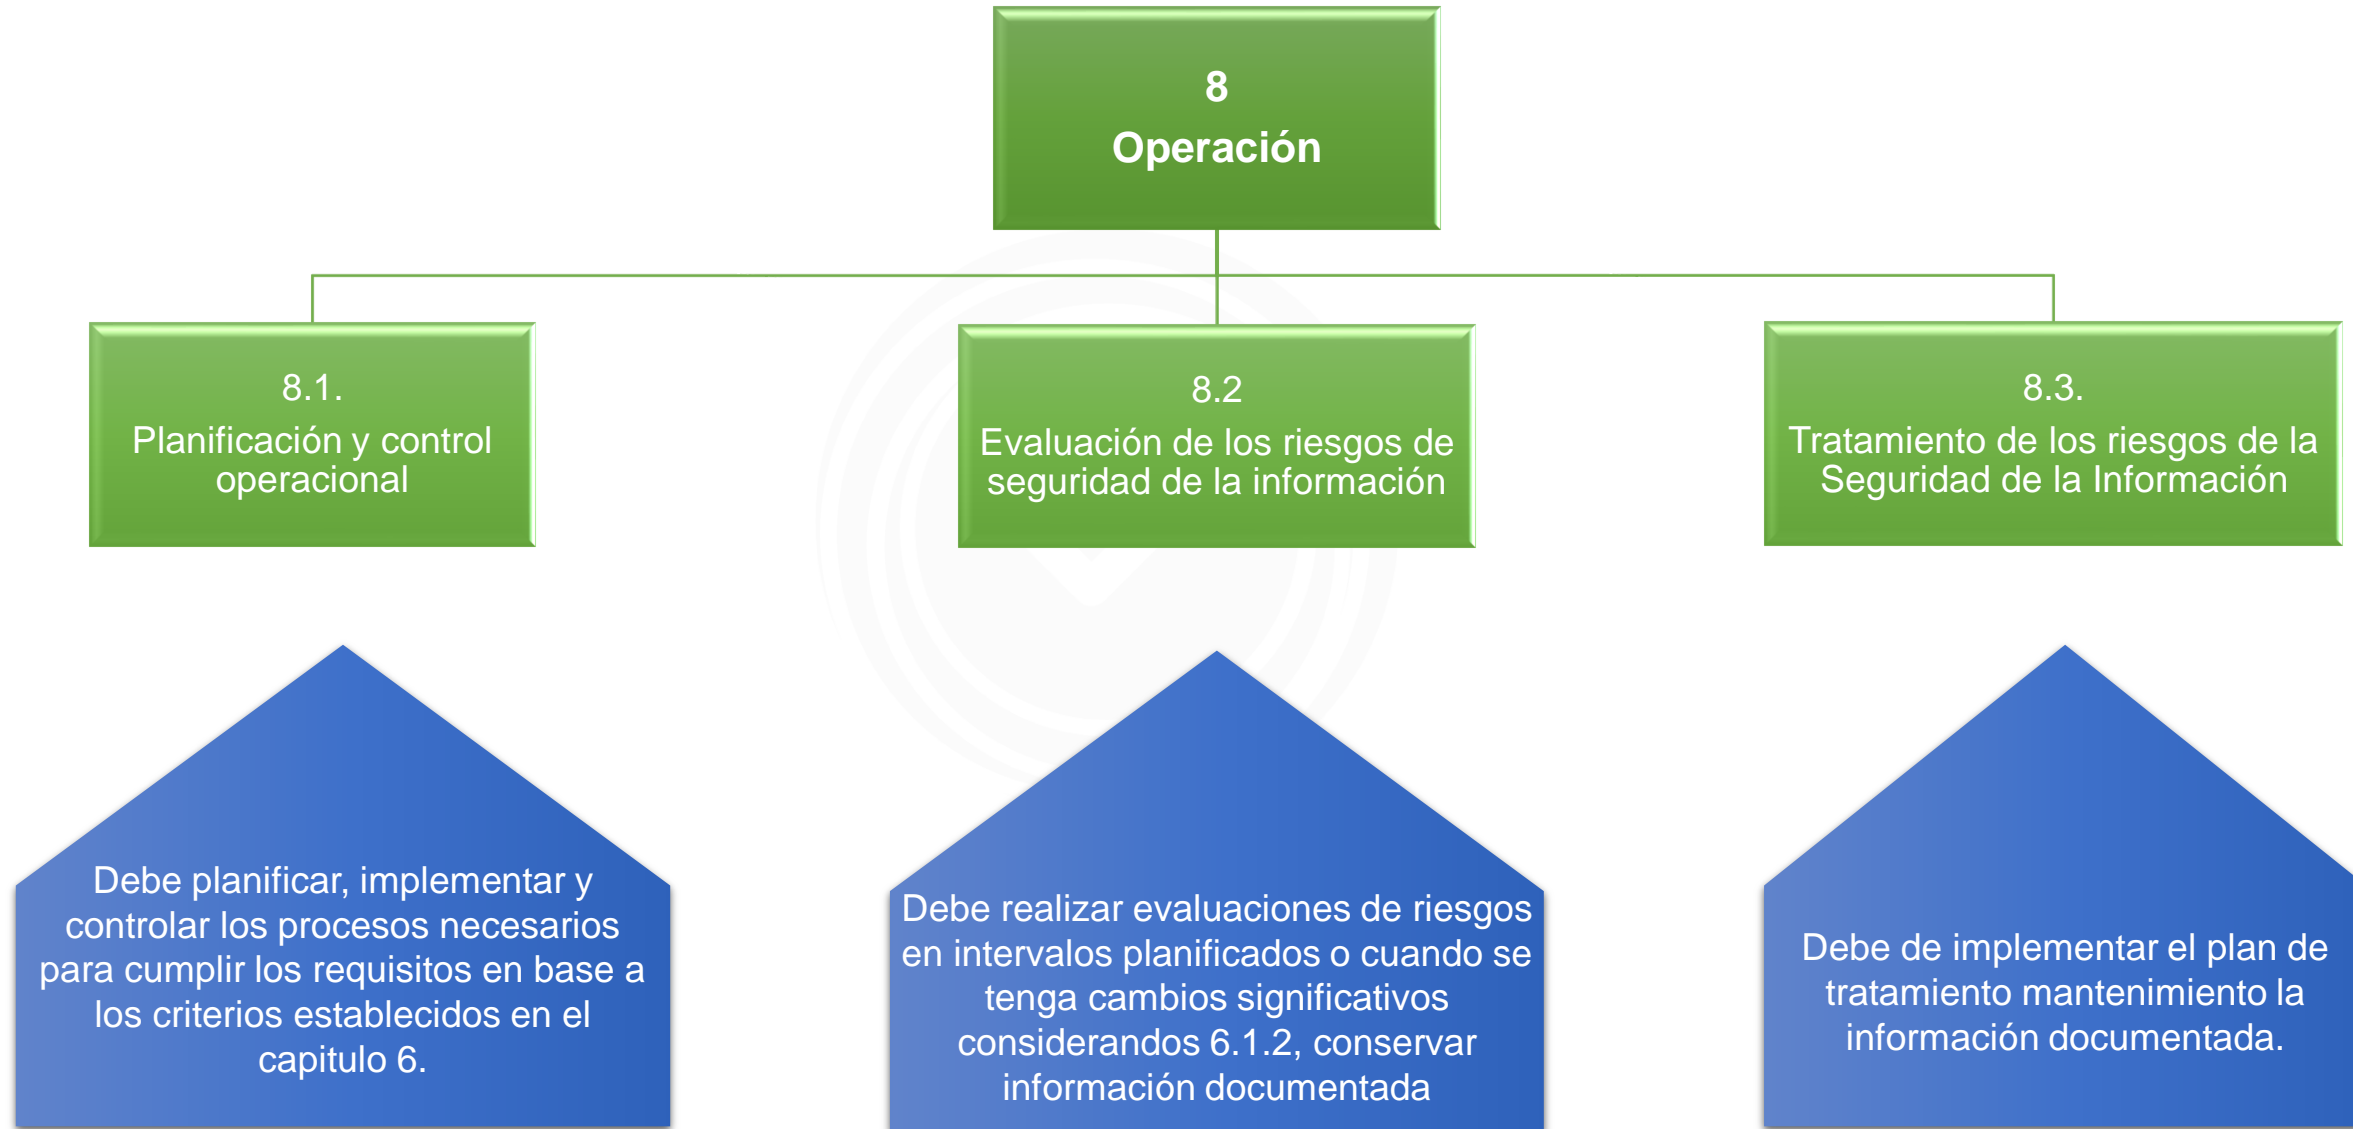 8
Operación
8.1.
Planificación y control
operacional
8.2
Evaluación de los riesgos de
seguridad de la información
8.3.
Tratamiento de los riesgos de la
Seguridad de la Información
Debe planificar, implementar y
controlar los procesos necesarios
para cumplir los requisitos en base a
los criterios establecidos en el
capitulo 6.
Debe realizar evaluaciones de riesgos
en intervalos planificados o cuando se
tenga cambios significativos
considerandos 6.1.2, conservar
información documentada
Debe de implementar el plan de
tratamiento mantenimiento la
información documentada.